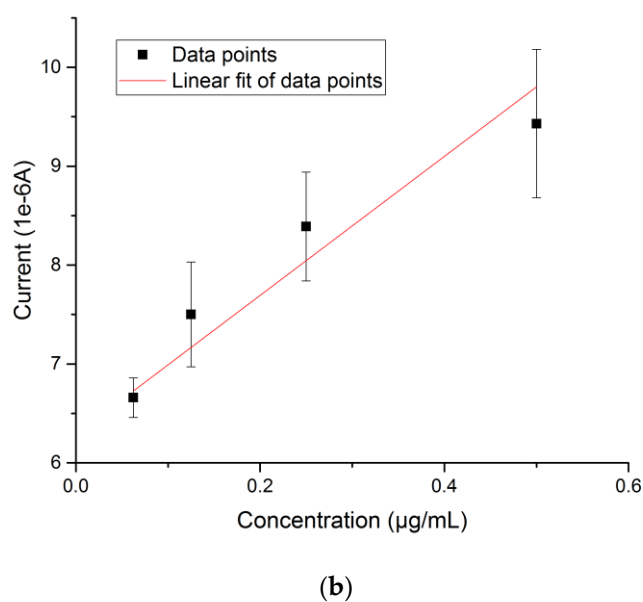 Data points
Linear fit of data points
Current (1e-6A)
10
9
8
7
6
0.0 0.2 0.4 0.6
Concentration (µg/mL)
(b)